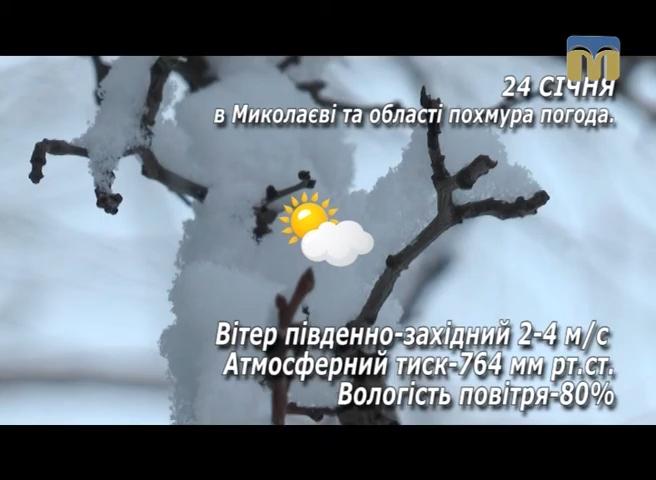 24 СІЧНЯ
в Миколаєві та області похмура погода.
Вітер південно-західний 2-4 м/с
Атмосферний тиск-764 мм рт.ст.
Вологість повітря-80%